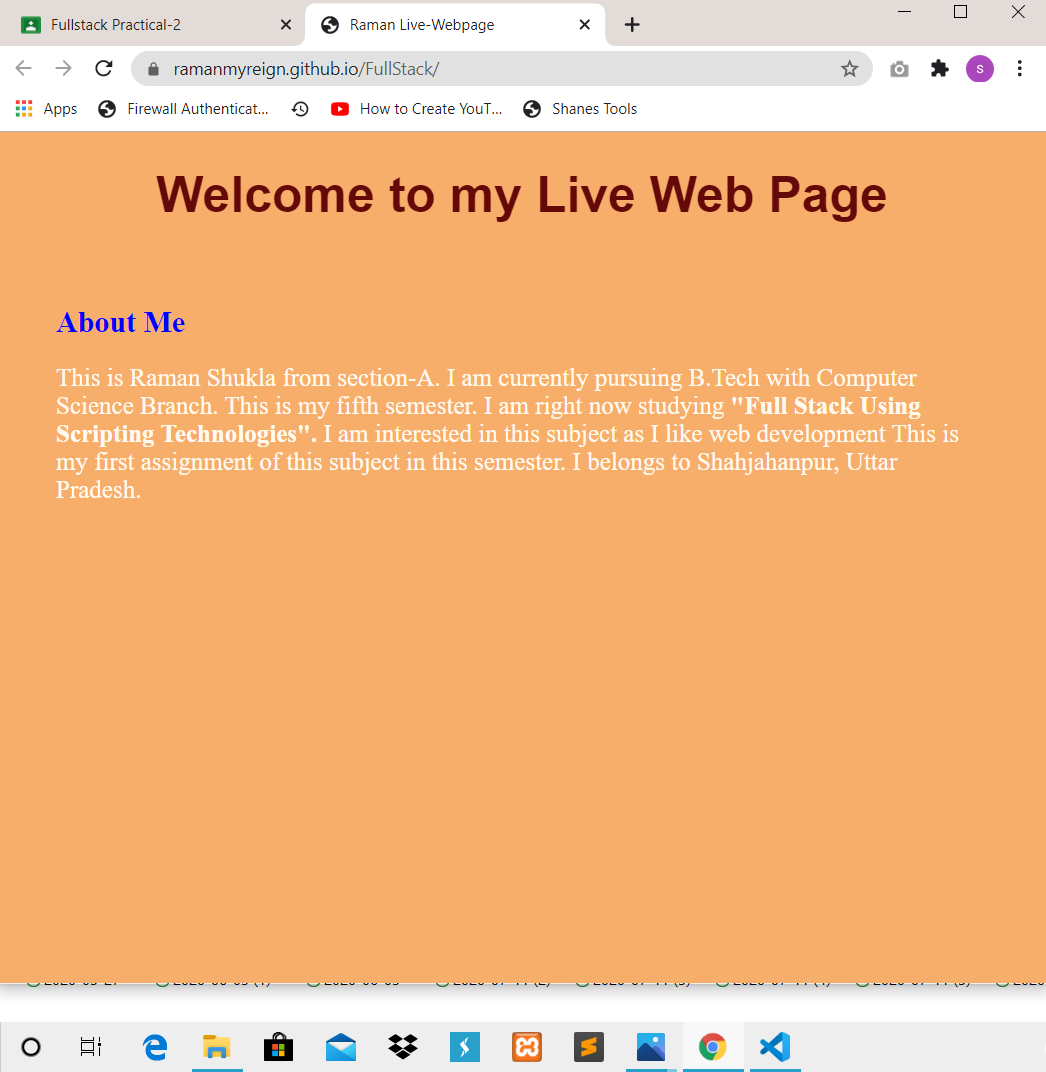 Fullstack Practical-2
Raman Live-Webpage
ramanmyreign.github.io/FullStack/
s
Apps
Firewall Authenticat...
How to Create YouT...
Shanes Tools
Welcome to my Live Web Page
About Me
This is Raman Shukla from section-A. I am currently pursuing B.Tech with Computer
Science Branch. This is my fifth semester. I am right now studying "Full Stack Using
Scripting Technologies". I am interested in this subject as I like web development This is
my first assignment of this subject in this semester. I belongs to Shahjahanpur, Uttar
Pradesh.